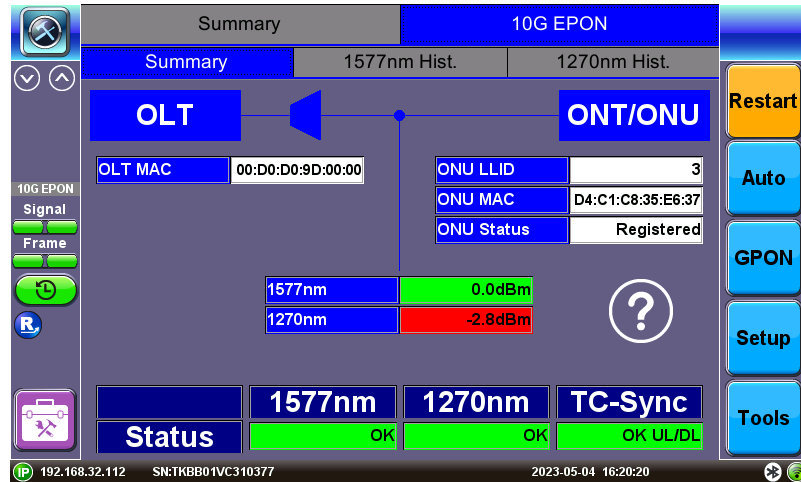 Summary
10G EPON
Summary
1577nm Hist.
1270nm Hist.
OLT
ONT/ONU
Restart
OLT MAC
00:D0:D0:9D:00:00
ONU LLID
3
Auto
10G EPON
Signal
ONU MAC
D4:C1:C8:35:E6:37
Frame
ONU Status
Registered
GPON
1577nm
0.0dBm
1270nm
-2.8dBm
?
R
Setup
1577nm
1270nm
TC-Sync
Tools
Status
OK
OK
OK UL/DL
IP
192.168.32.112
SN:TKBB01VC310377
2023-05-04 16:20:20